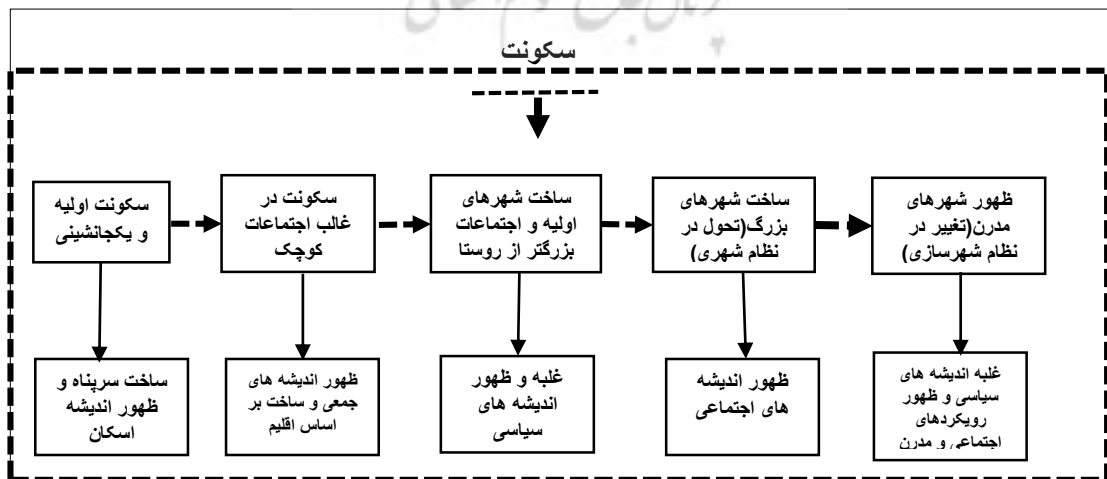 سکونت
سکونت اولیه
و یکجانشینی
سکونت در
غالب اجتماعات
کوچک
ساخت شهرهای
اولیه و اجتماعات
بزرگتر از روستا
ساخت شهرهای
بزرگ(تحول در
نظام شهری)
ظهور شهرهای
مدرن(تغییر در
نظام شهرسازی)
ساخت سرپناه و
ظهور اندیشه
اسکان
ظهور اندیشه های
جمعی و ساخت بر
اساس اقلیم
غلبه و ظهور
اندیشه های
سیاسی
ظهور اندیشه
های اجتماعی
غلبه اندیشه های
سیاسی و ظهور
رویکردهای
اجتماعی و مدرن